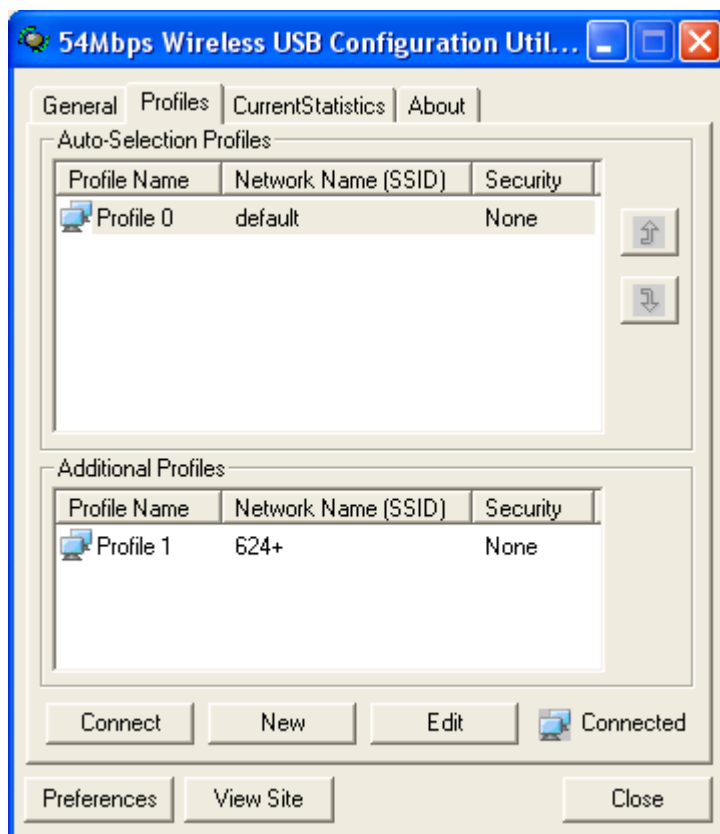 54Mbps Wireless USB Configuration Util...
General Profiles CurrentStatistics About
Auto-Selection Profiles
Profile Name Network Name (SSID) Security
Profile 0 default None
Additional Profiles
Profile Name Network Name (SSID) Security
Profile 1 624+ None
Connect New Edit Connected
Preferences View Site Close